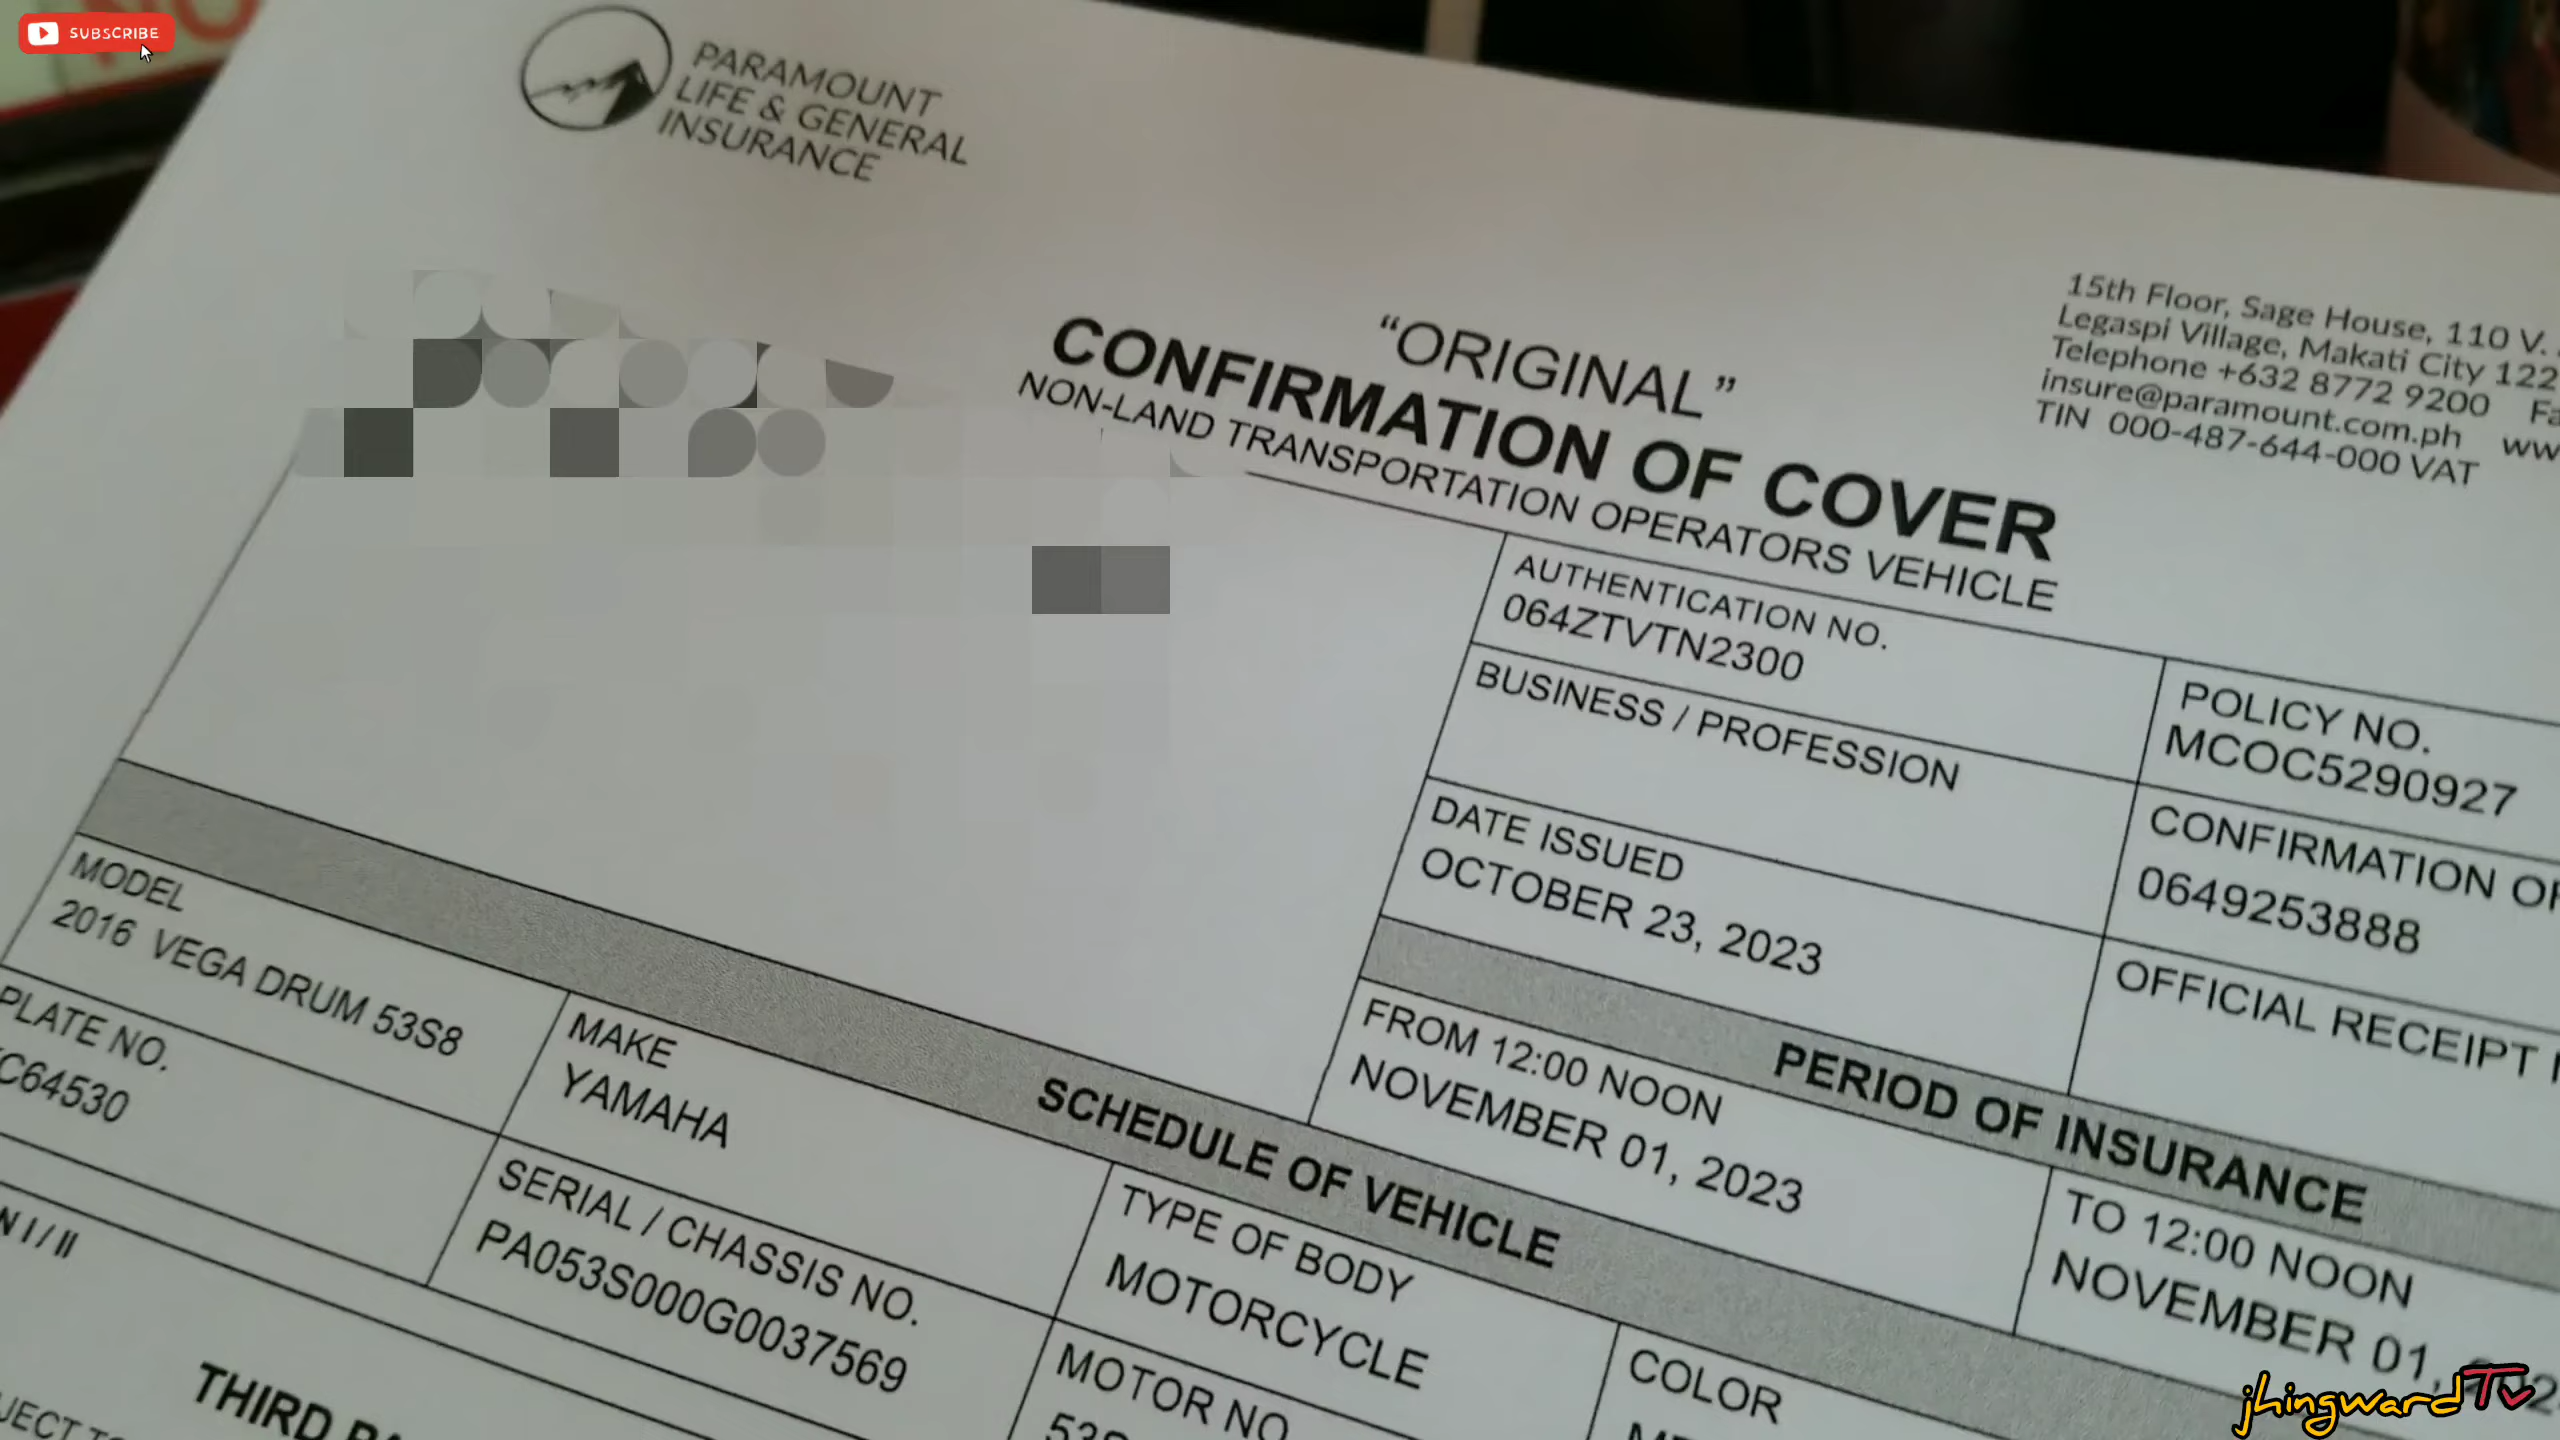 SUBSCRIBE
PARAMOUNT
LIFE & GENERAL
INSURANCE
15th Floor, Sage House, 110 V.
Legaspi Village, Makati City 122
Telephone +632 8772 9200
insure@paramount.com.ph
TIN 000-487-644-000 VAT
“ORIGINAL”
CONFIRMATION OF COVER
NON-LAND TRANSPORTATION OPERATORS VEHICLE
AUTHENTICATION NO.
064ZTVTN2300
POLICY NO.
MCOC5290927
BUSINESS / PROFESSION
CONFIRMATION
0649253888
DATE ISSUED
OCTOBER 23, 2023
OFFICIAL RECEIPT
PERIOD OF INSURANCE
FROM 12:00 NOON
NOVEMBER 01, 2023
TO 12:00 NOON
NOVEMBER 01,
SCHEDULE OF VEHICLE
MODEL
2016 VEGA DRUM 53S8
MAKE
YAMAHA
TYPE OF BODY
MOTORCYCLE
COLOR
PLATE NO.
C64530
SERIAL / CHASSIS NO.
PA053S000G0037569
MOTOR NO
53S
N I / II
THIRD
jhingwardTv